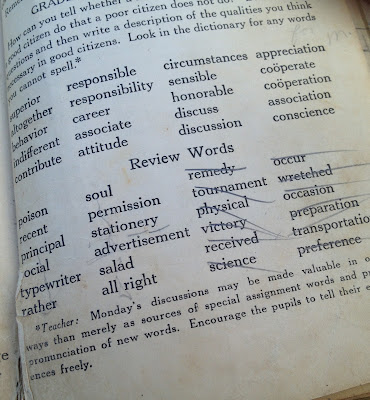 GRAD
How can you tell whether a
good citizen do that a poor citizen does not do?
questions and then write a description of the qualities you think
necessary in good citizens. Look in the dictionary for any words
you cannot spell.*
superior responsible circumstances appreciation
altogether responsibility sensible coöperate
behavior career honorable coöperation
indifferent associate discuss association
contribute attitude discussion conscience
Review Words
poison soul remedy occur
recent permission tournament wretched
principal stationery physical occasion
ocial advertisement victory preparation
typewriter salad received transportatio
rather all right science preference
*Teacher: Monday's discussions may be made valuable in o
ways than merely as sources of special assignment words and
pronunciation of new words. Encourage the pupils to tell their e
ences freely.